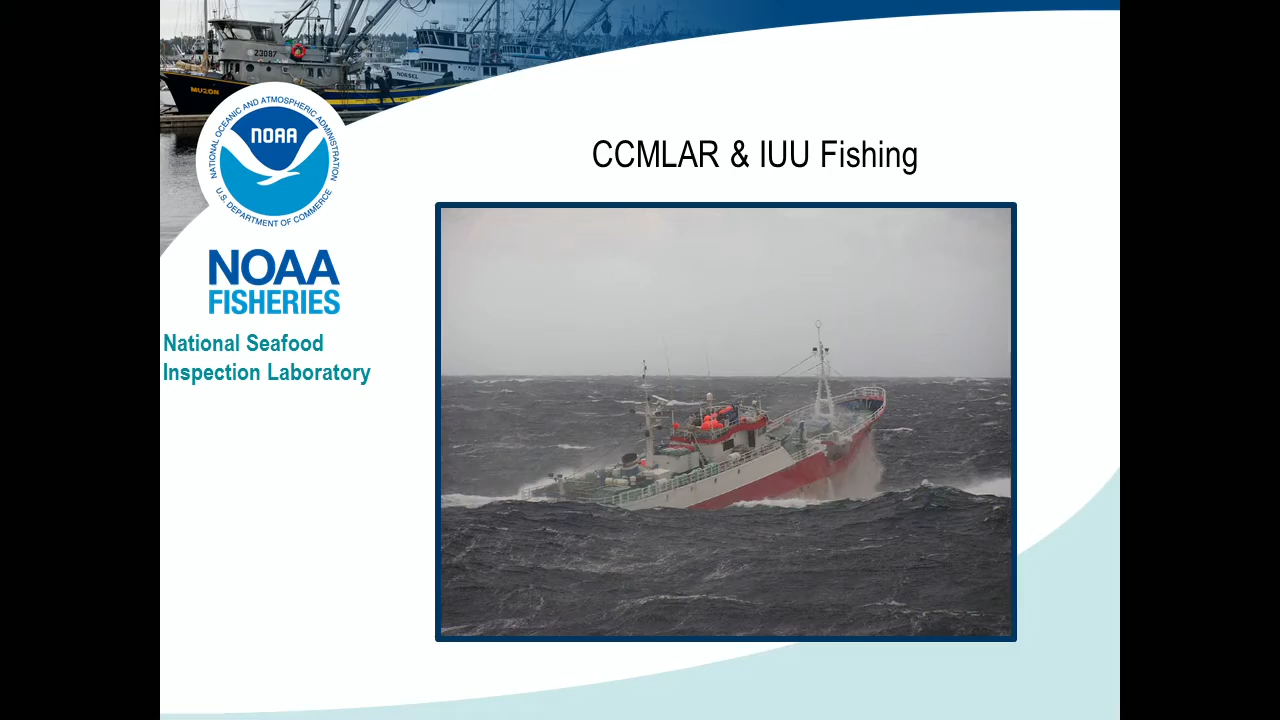 23087
NORSEL
MUZON
NATIONAL OCEANIC AND ATMOSPHERIC ADMINISTRATION
NOAA
U.S. DEPARTMENT OF COMMERCE
CCMLAR & IUU Fishing
NOAA
FISHERIES
National Seafood
Inspection Laboratory